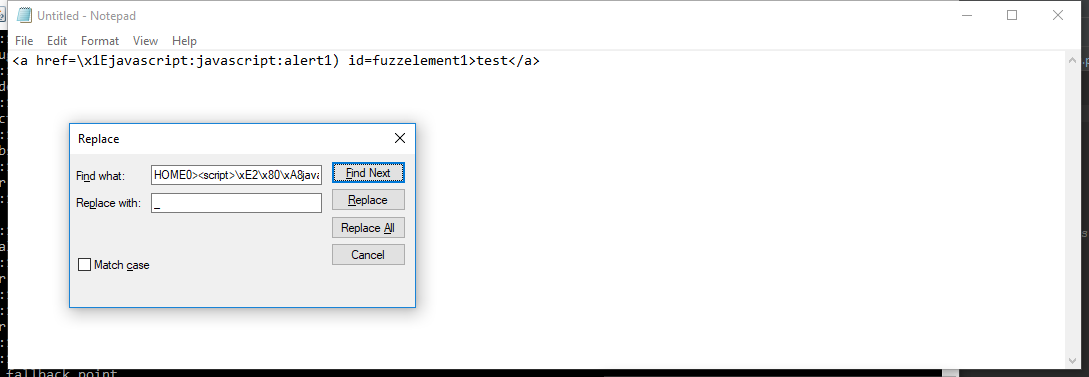 Untitled - Notepad
File Edit Format View Help
<a href=\x1Ejavascript:javascript:alert1) id=fuzzelement1>test</a>
Replace
Find what: HOME0><script>\xE2\x80\xA8java Find Next
Replace with: _ Replace
Replace All
Match case Cancel
fallback point